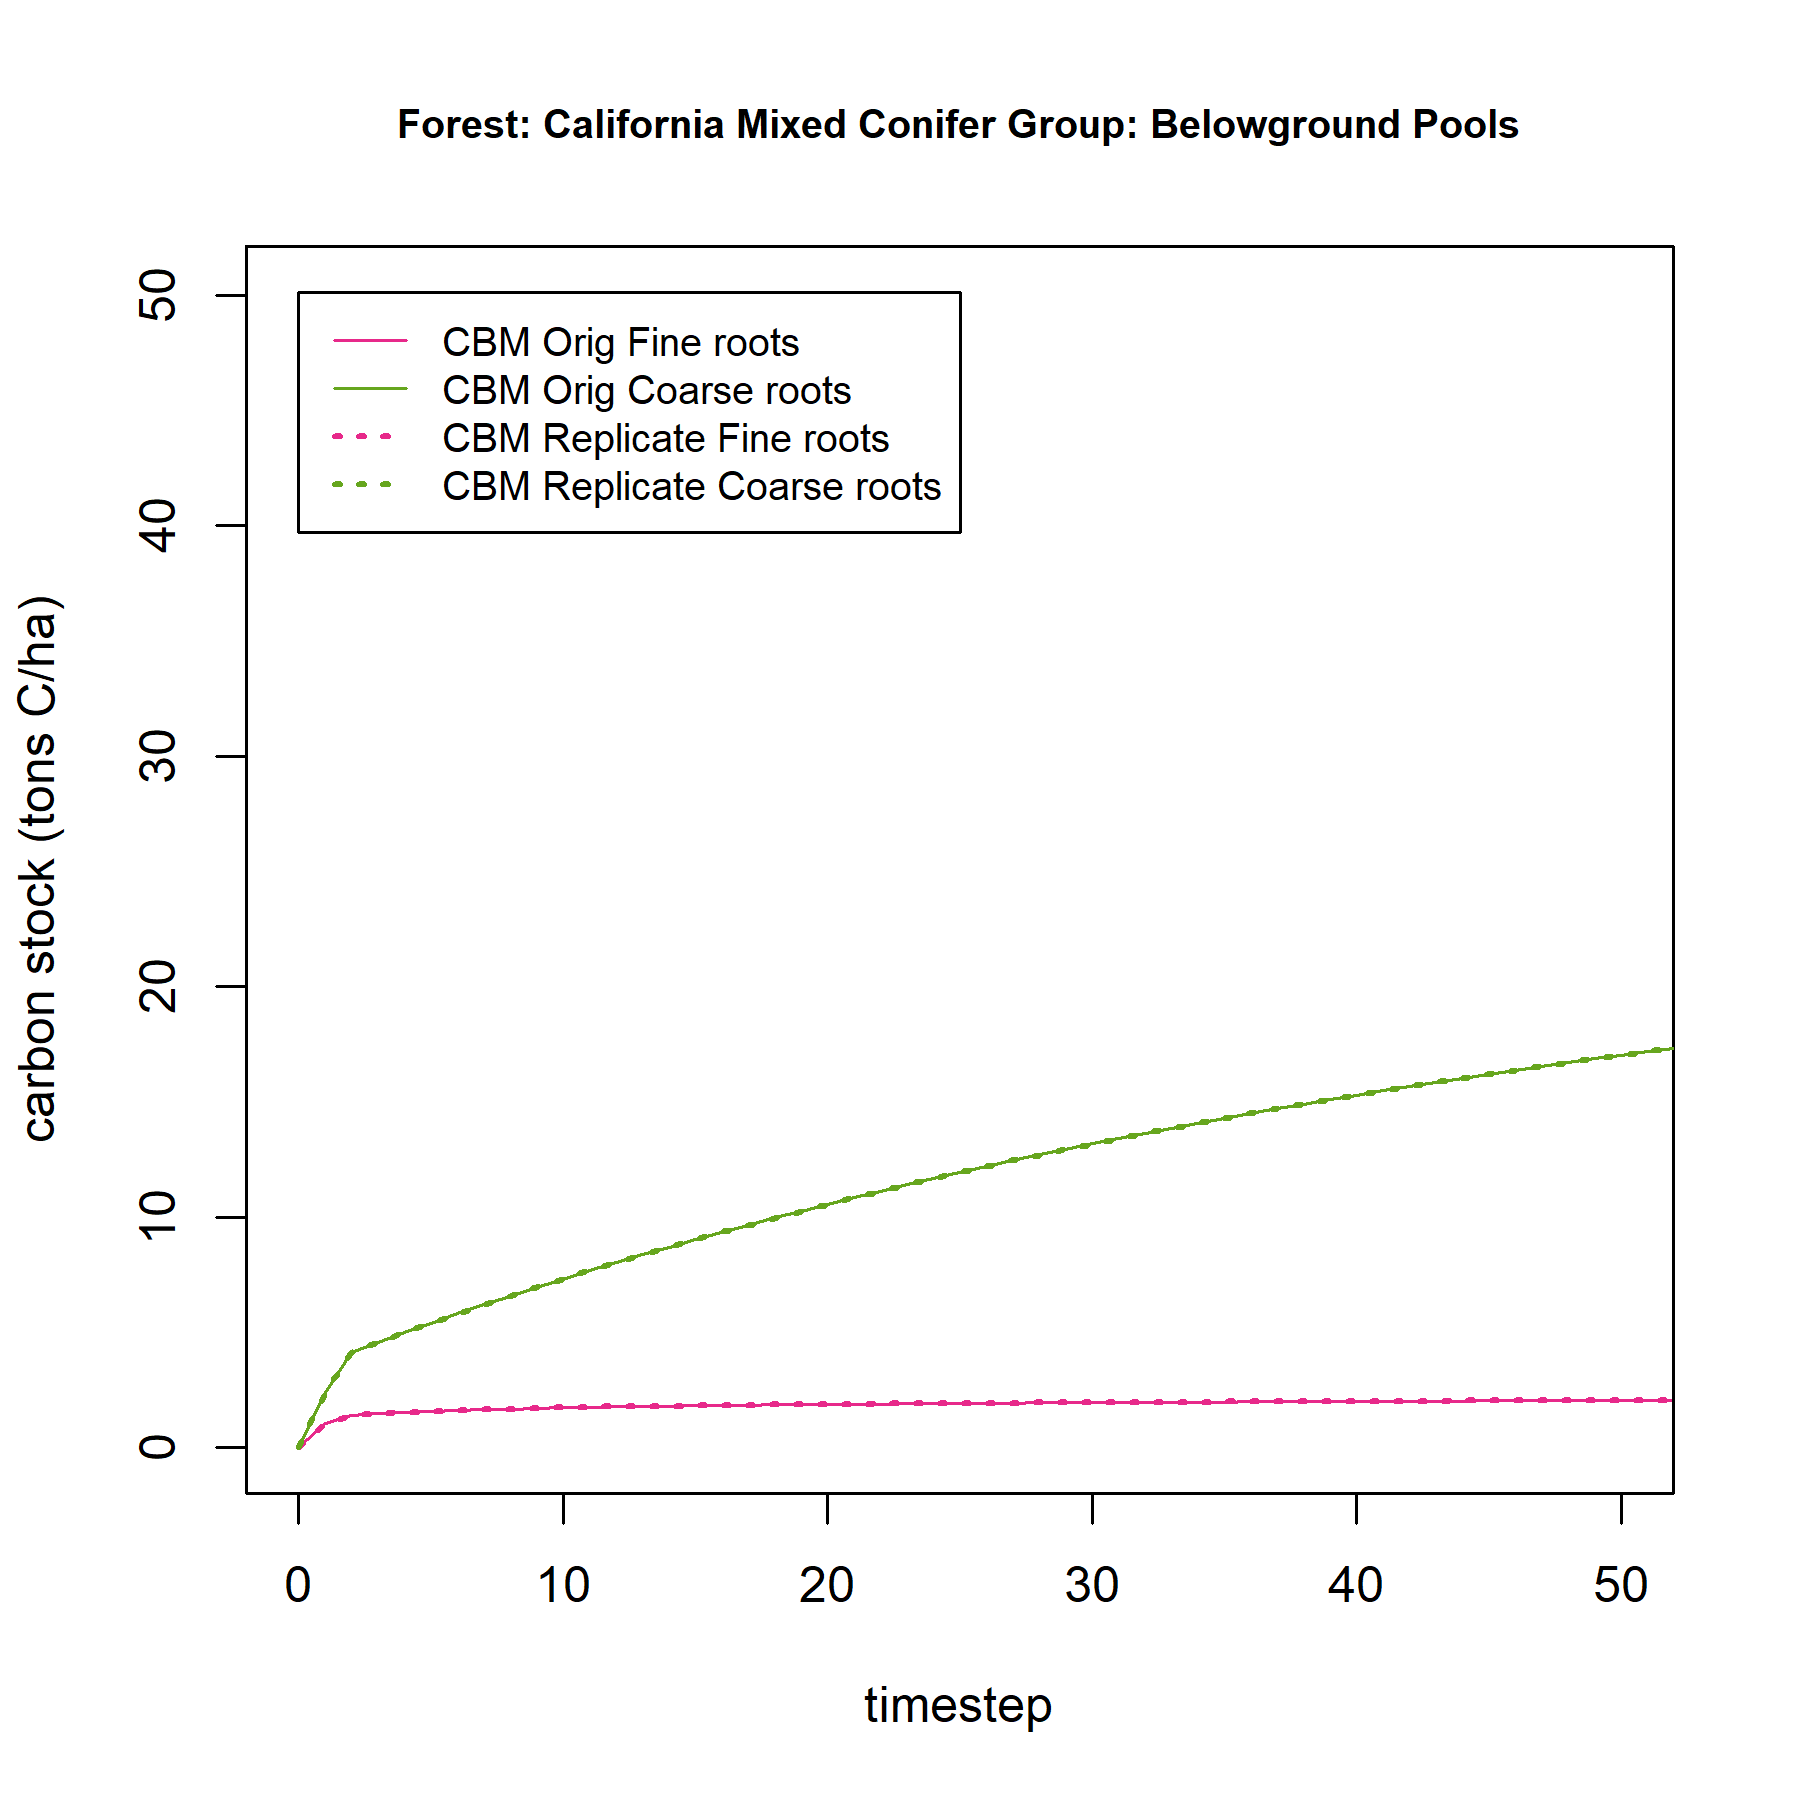 Forest: California Mixed Conifer Group: Belowground Pools
CBM Orig Fine roots
CBM Orig Coarse roots
CBM Replicate Fine roots
CBM Replicate Coarse roots
carbon stock (tons C/ha)
50
40
30
20
10
0
0 10 20 30 40 50
timestep